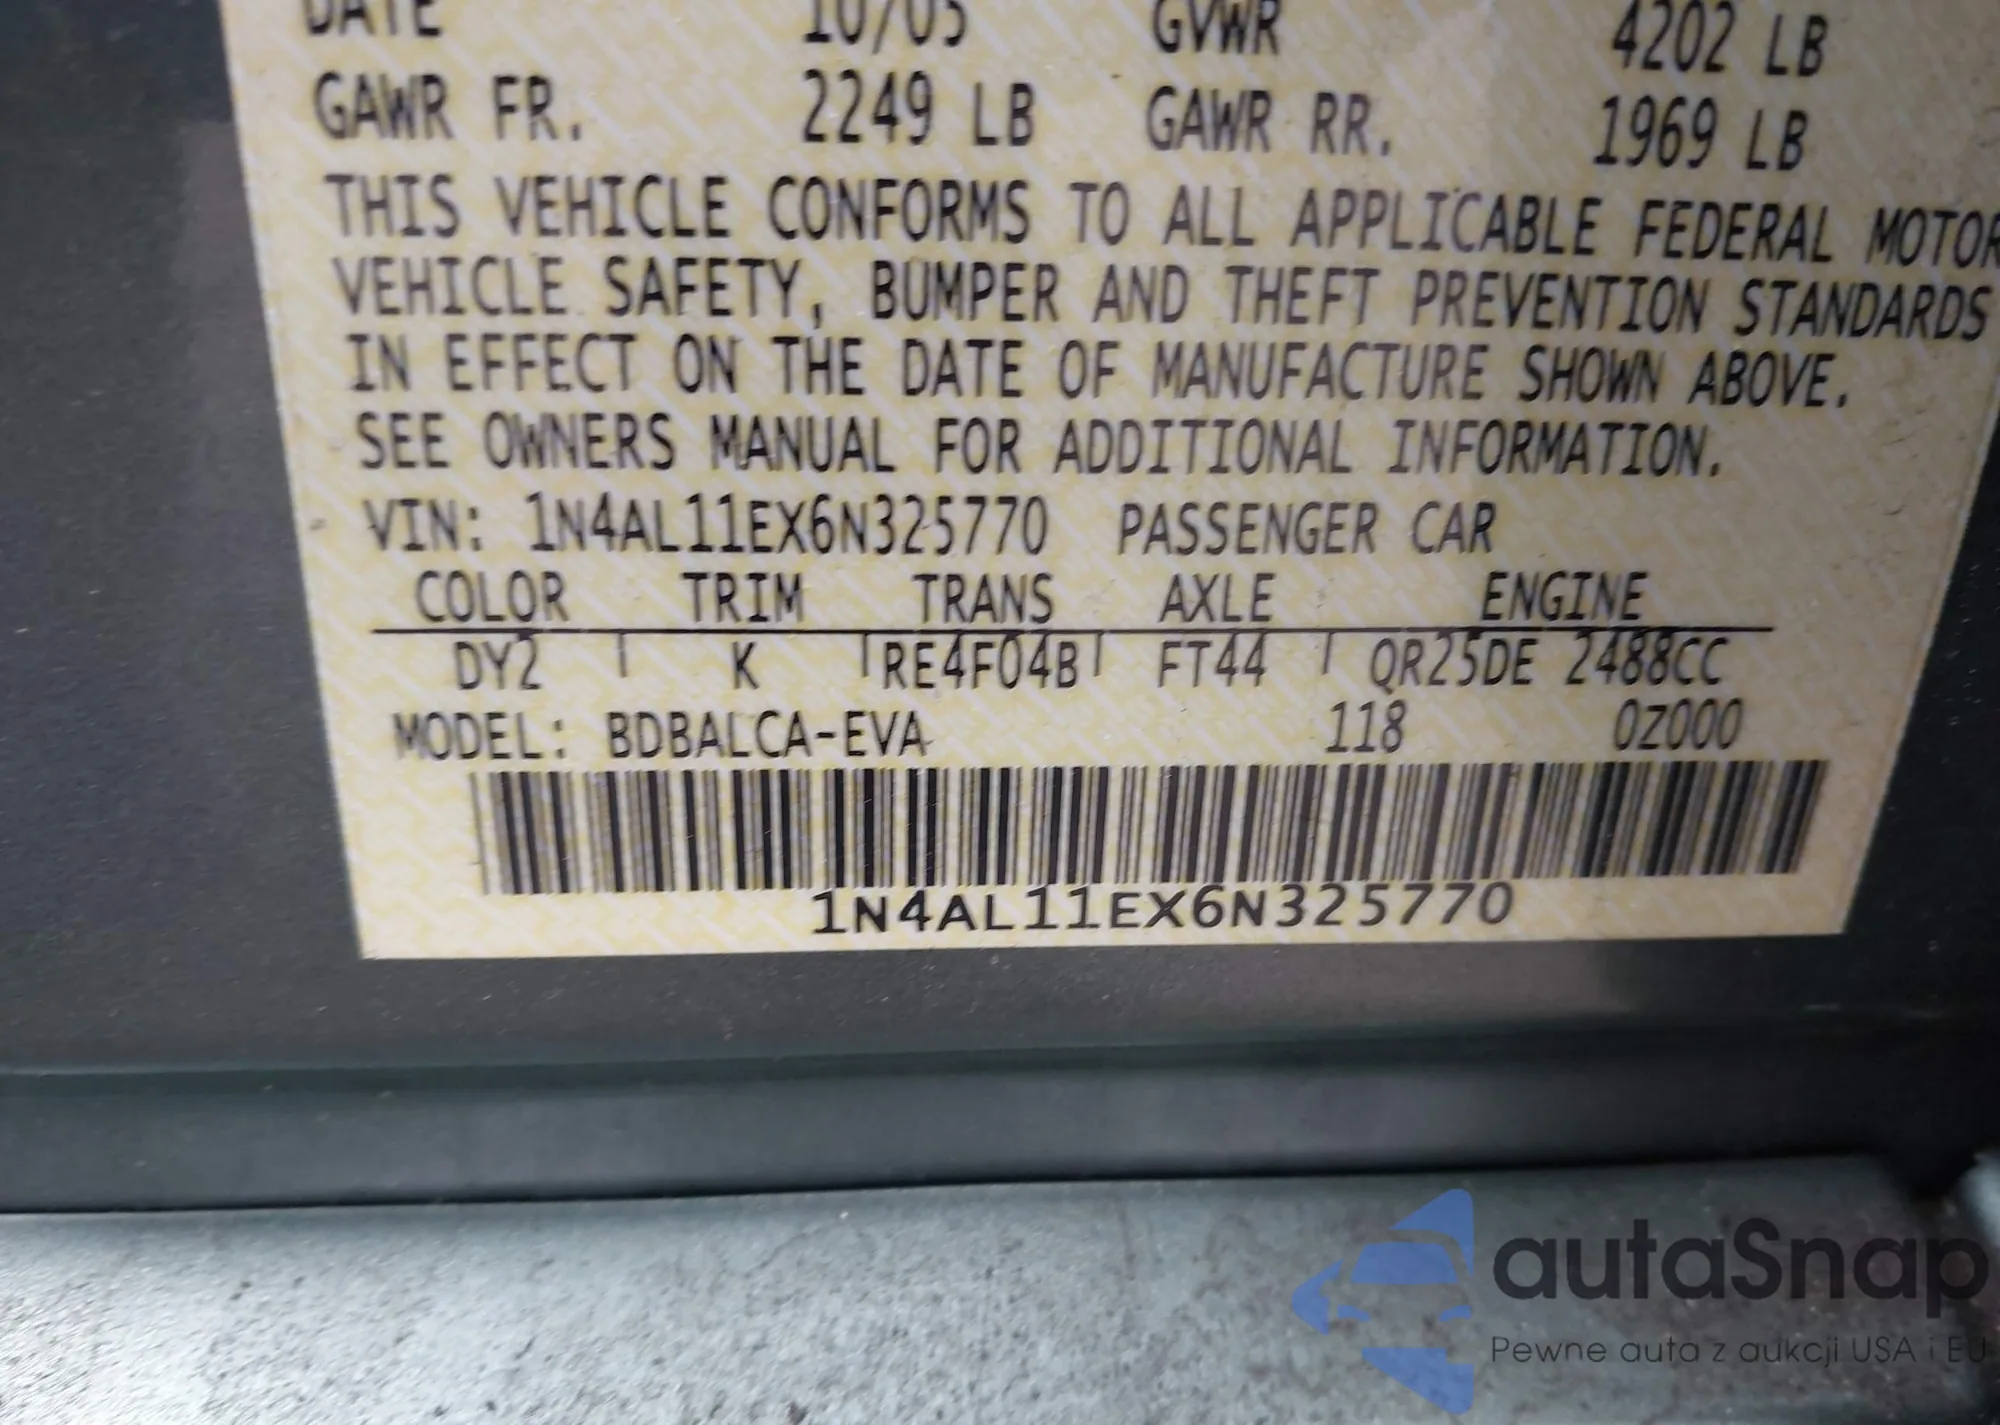 DATE 10/05 GVWR 4202 LB
GAWR FR. 2249 LB GAWR RR. 1969 LB
THIS VEHICLE CONFORMS TO ALL APPLICABLE FEDERAL MOTOR
VEHICLE SAFETY, BUMPER AND THEFT PREVENTION STANDARDS
IN EFFECT ON THE DATE OF MANUFACTURE SHOWN ABOVE.
SEE OWNERS MANUAL FOR ADDITIONAL INFORMATION.
VIN: 1N4AL11EX6N325770 PASSENGER CAR
COLOR TRIM TRANS AXLE ENGINE
DY2 K RE4F04B FT44 QR25DE 2488CC
MODEL: BDBALCA-EVA 118 0Z000
1N4AL11EX6N325770
autaSnap
Pewne auta z aukcji USA i EU